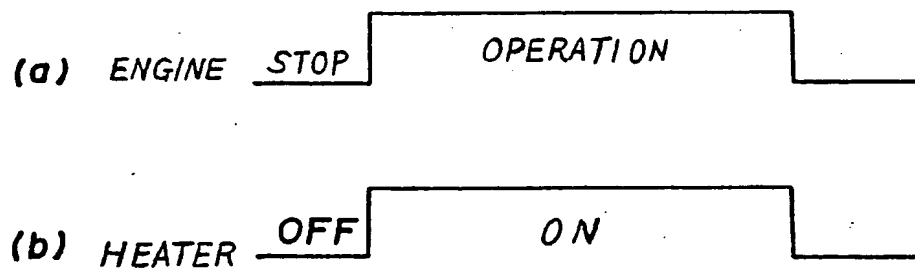 (a) ENGINE STOP OPERATION
(b) HEATER OFF ON